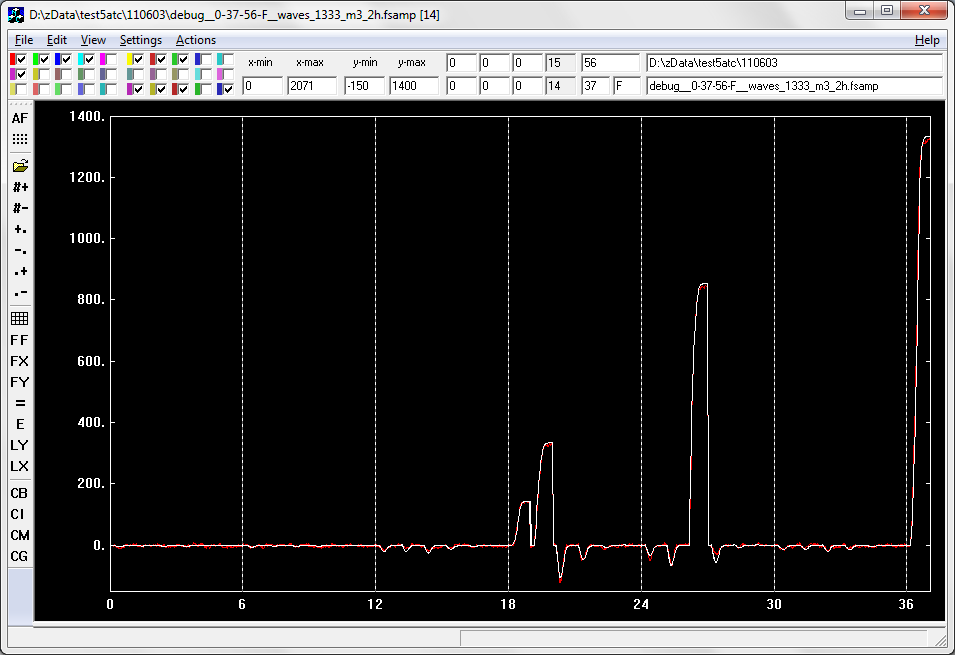 D:\zData\test5atc\110603\debug__0-37-56-F__waves_1333_m3_2h.fsamp [14]
File Edit View Settings Actions Help
x-min x-max y-min y-max 0 0 0 15 56 D:\zData\test5atc\110603
0 2071 -150 1400 0 0 0 14 37 F debug__0-37-56-F__waves_1333_m3_2h.fsamp
AF
#+
#-
+.
-.
.+
.-
FF
FX
FY
=
E
LY
LX
CB
CI
CM
CG
1400.
1200.
1000.
800.
600.
400.
200.
0.
0 6 12 18 24 30 36